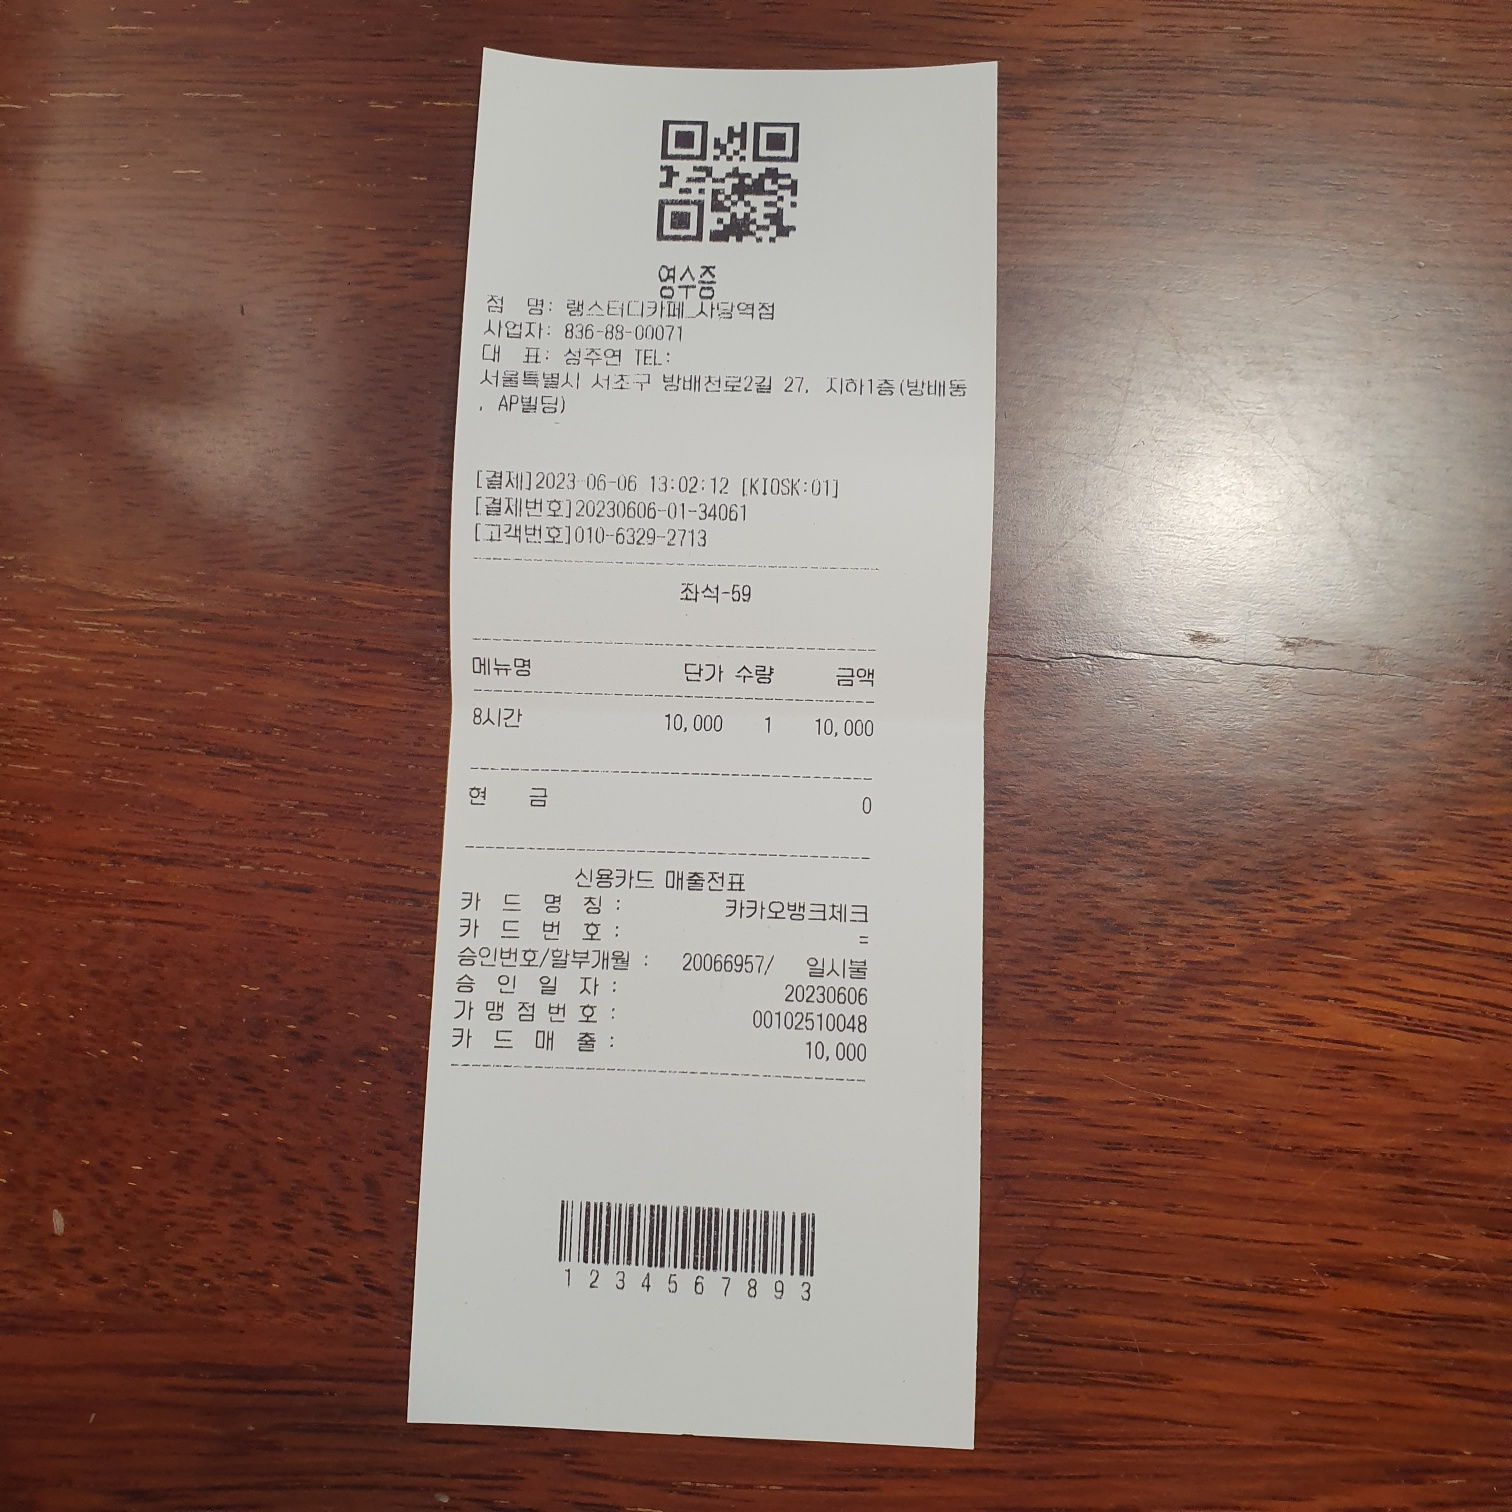 영수증
점 명: 랭스터디카페_사당역점
사업자: 836-88-00071
대 표: 성주연 TEL:
서울특별시 서초구 방배천로2길 27, 지하1층(방배동
, AP빌딩)
[결제]2023-06-06 13:02:12 [KIOSK:01]
[결제번호]20230606-01-34061
[고객번호]010-6329-2713
좌석-59
메뉴명 단가 수량 금액
8시간 10,000 1 10,000
현 금 0
신용카드 매출전표
카 드 명 칭 : 카카오뱅크체크
카 드 번 호 : =
승인번호/할부개월 : 20066957/ 일시불
승 인 일 자 : 20230606
가 맹 점 번 호 : 00102510048
카 드 매 출 : 10,000
1 2 3 4 5 6 7 8 9 3